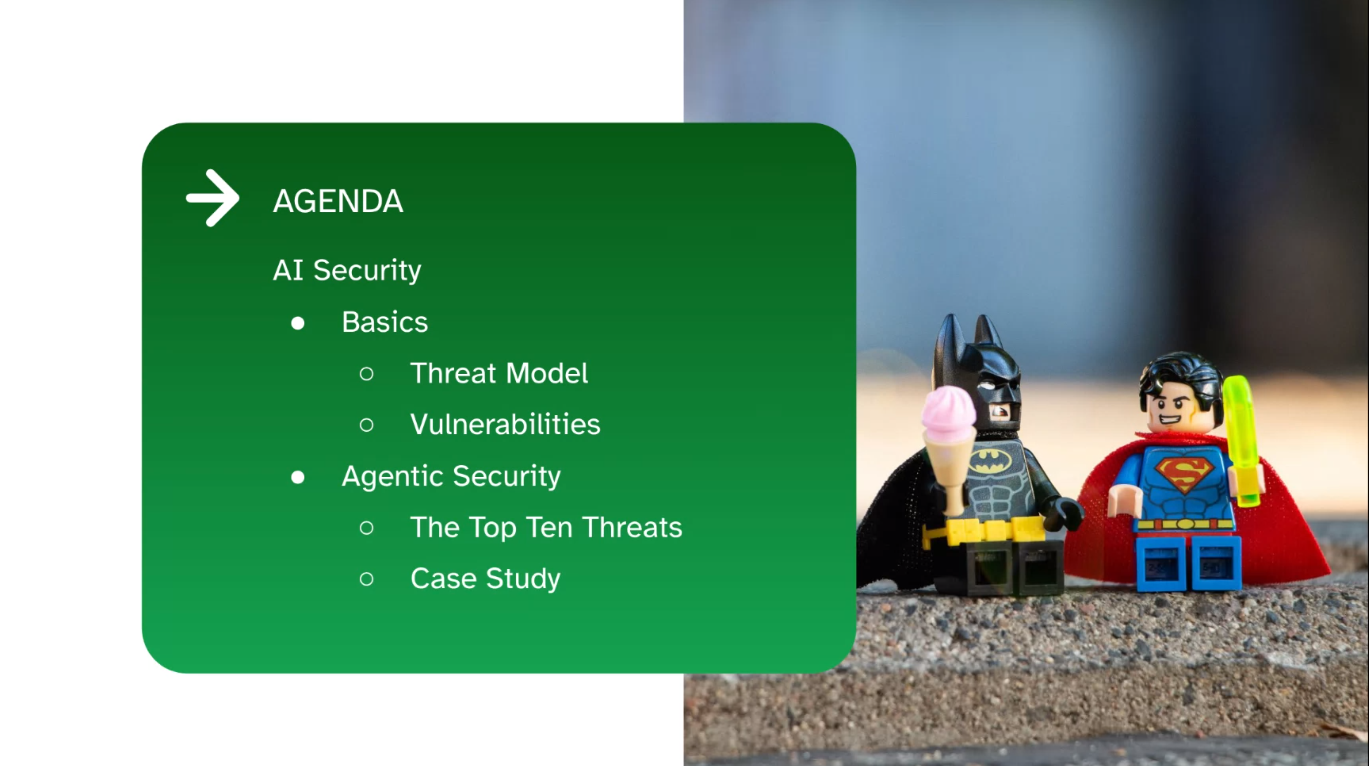 AGENDA
AI Security
● Basics
○ Threat Model
○ Vulnerabilities
● Agentic Security
○ The Top Ten Threats
○ Case Study